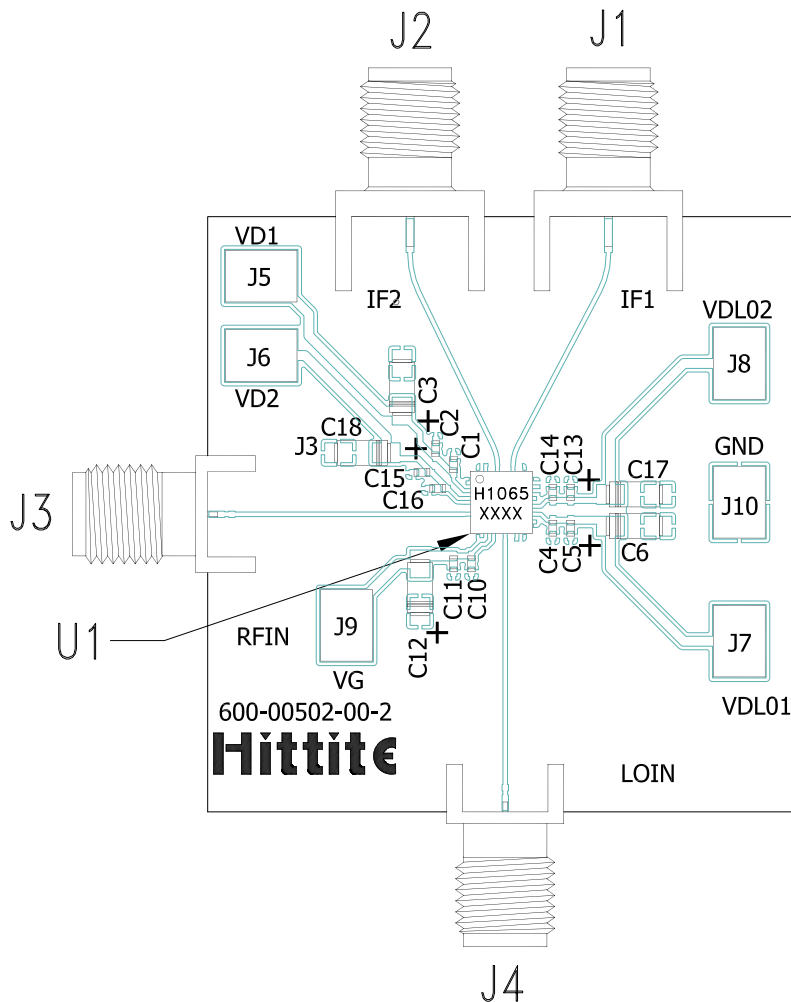 J2
J1
VD1
J5
IF2
IF1
VDL02
J6
J8
VD2
C3
+
C2
C18
J3
+
C1
C15
C16
C14
C13
+
C17
GND
H1065
XXXX
J10
J3
C4
C5
+
C6
C11
C10
U1
RFIN
J9
C12
+
J7
VG
VDL01
600-00502-00-2
Hittite
LOIN
J4